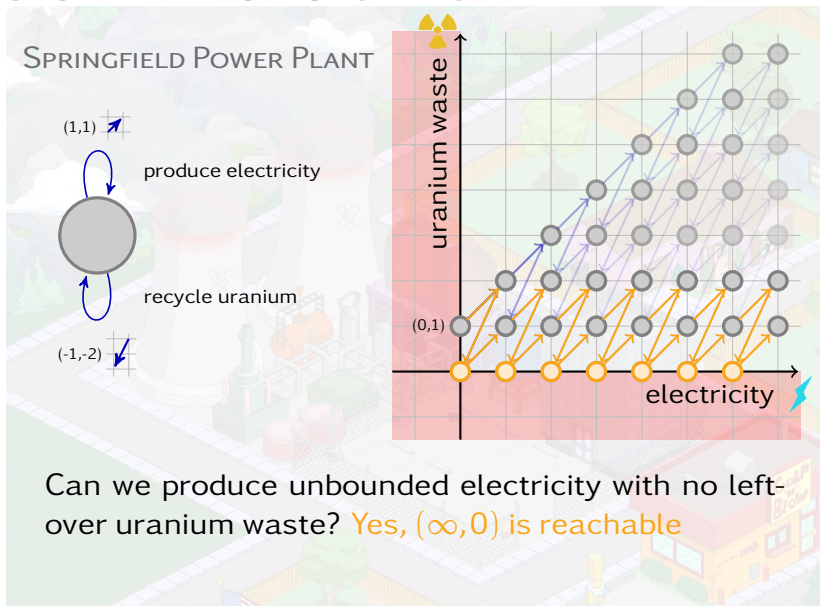 SPRINGFIELD POWER PLANT
(1,1)
produce electricity
recycle uranium
(-1,-2)
uranium waste
(0,1)
electricity
Can we produce unbounded electricity with no left-
over uranium waste? Yes, (∞,0) is reachable